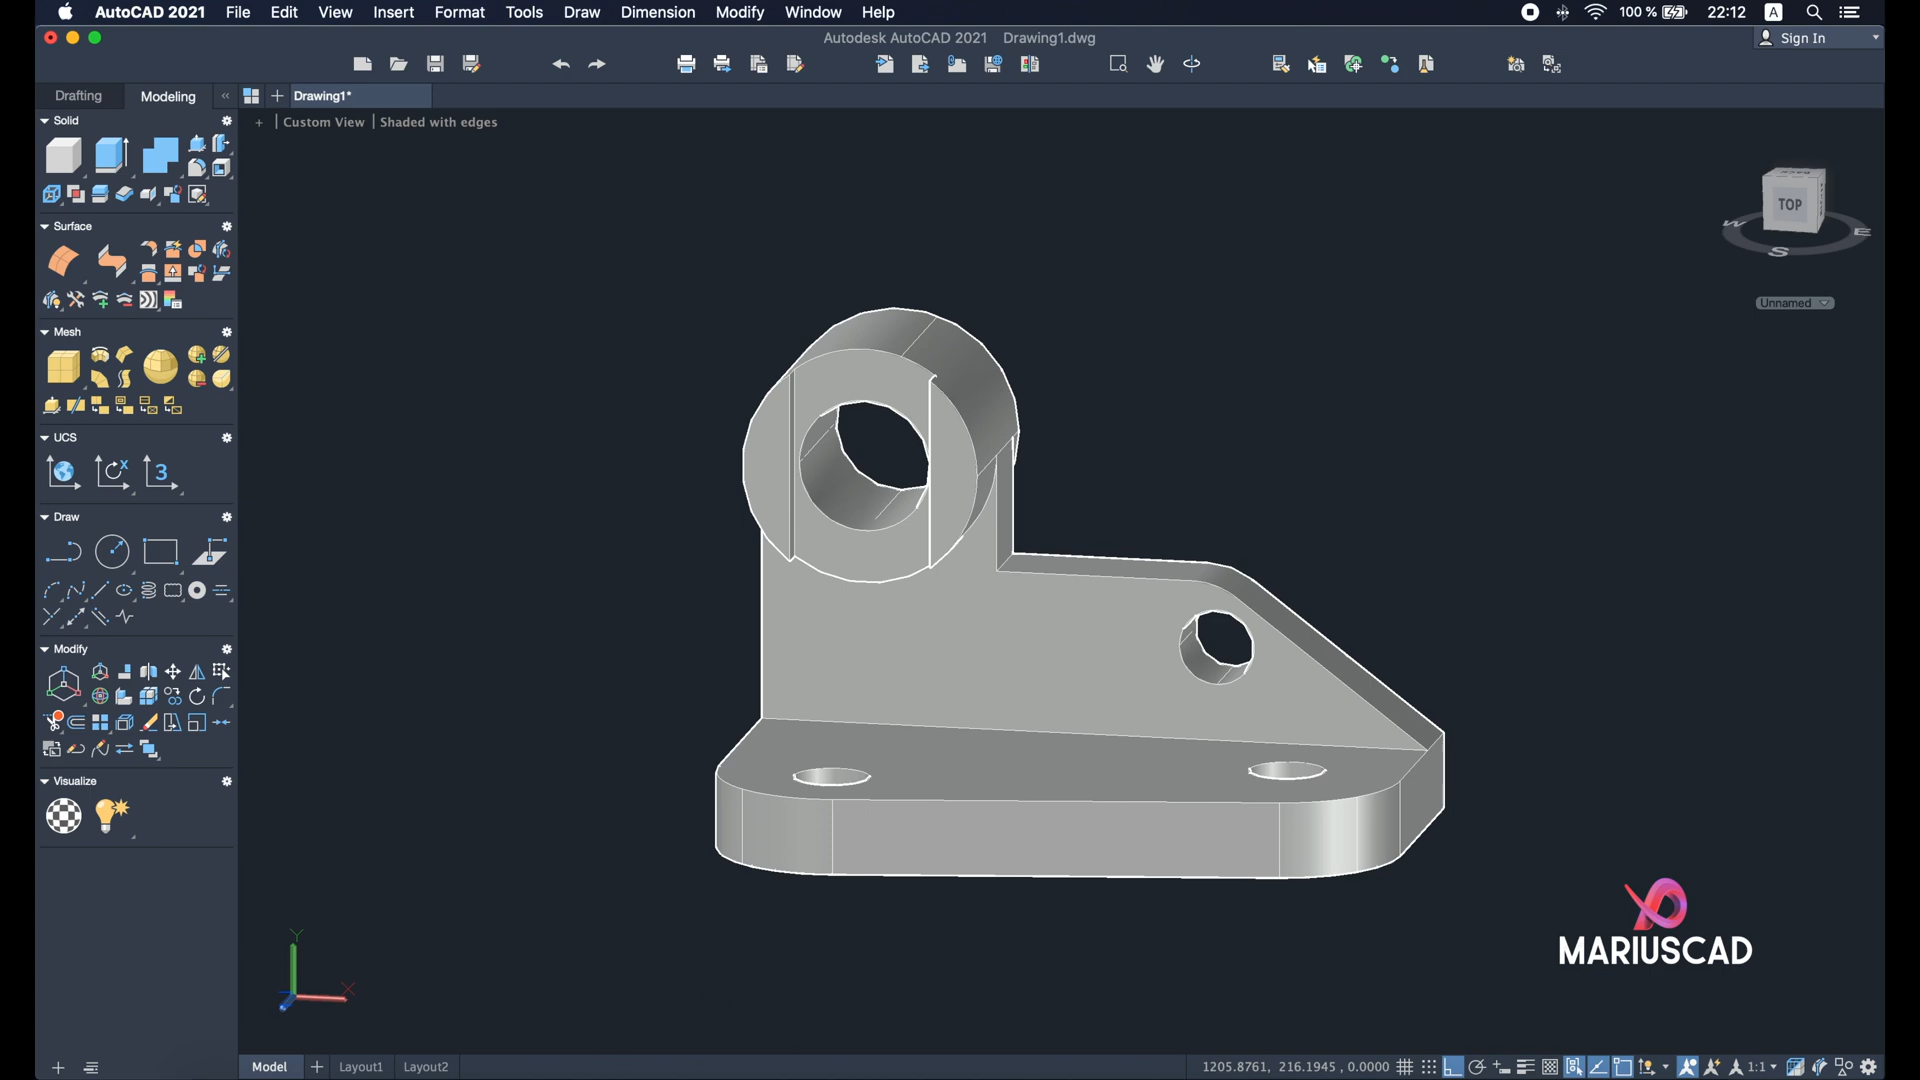 AutoCAD 2021 File Edit View Insert Format Tools Draw Dimension Modify Window Help 100 % 22:12 A
Autodesk AutoCAD 2021 Drawing1.dwg Sign In
Drafting Modeling « Drawing1*
+ | Custom View | Shaded with edges
Solid
Surface
Mesh
UCS
X 3
Draw
Modify
Visualize
TOP
W E
S
Unnamed
Y
X
MARIUSCAD
Model Layout1 Layout2 1205.8761, 216.1945 , 0.0000 1:1